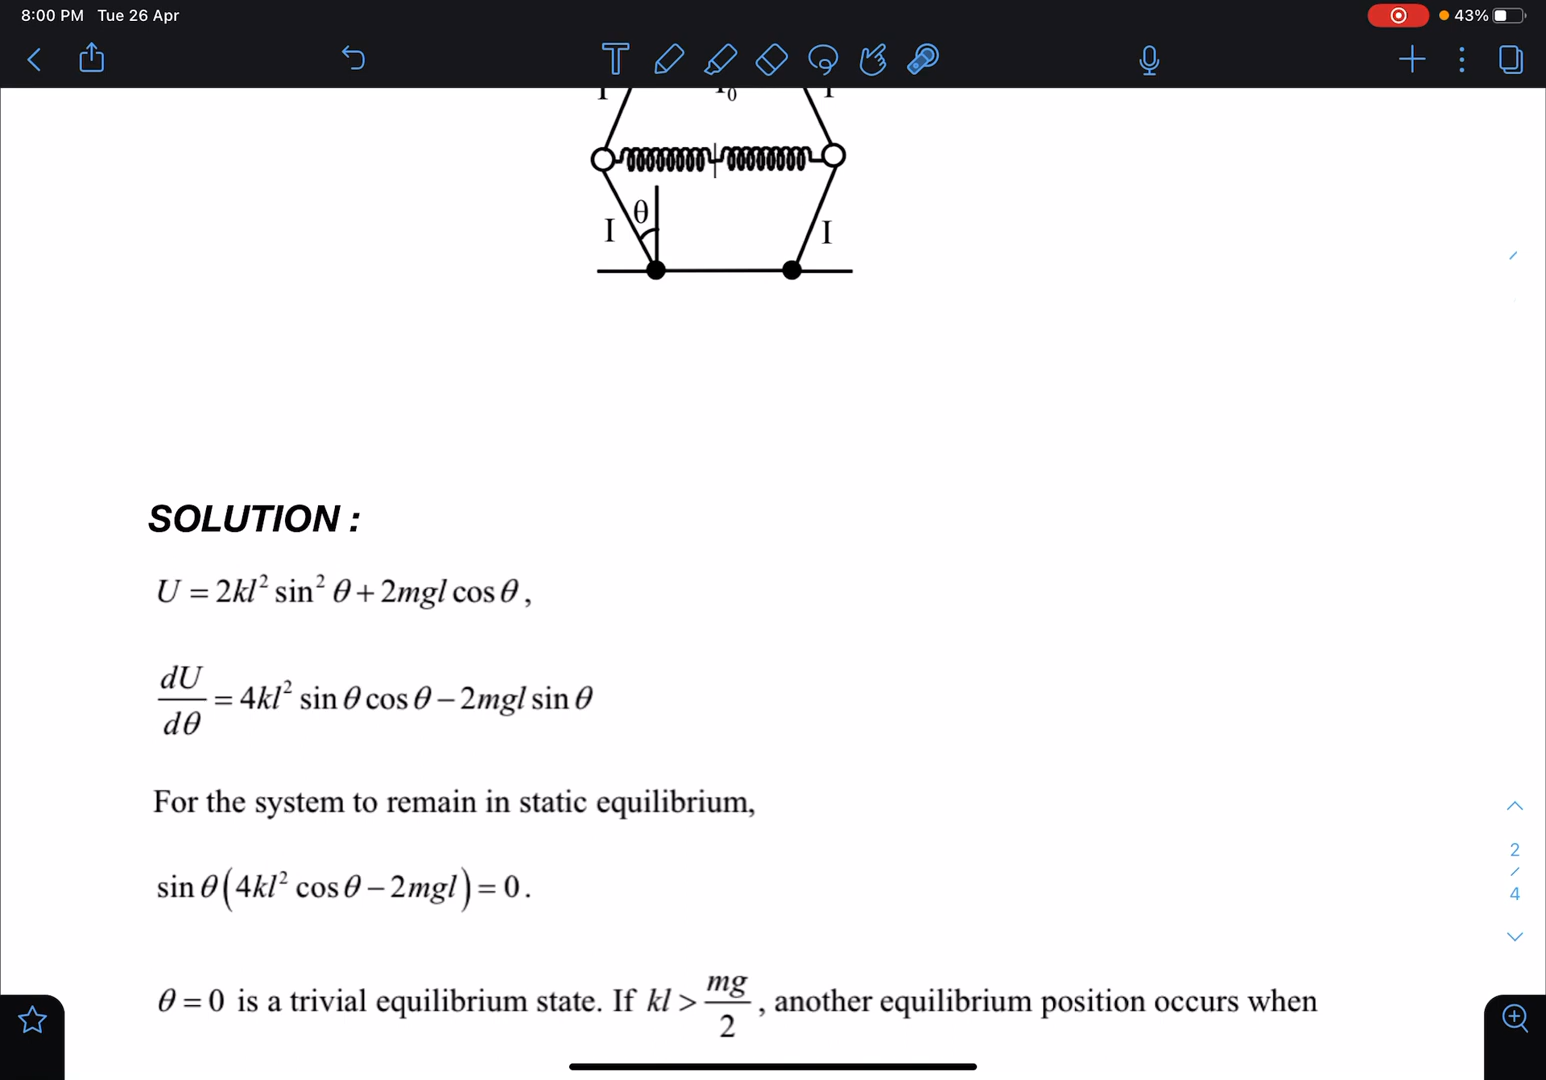 8:00 PM Tue 26 Apr
43%
I₀
I
I
θ
I
I
SOLUTION :
U = 2kl² sin² θ + 2mgl cos θ ,
dU/dθ = 4kl² sin θ cos θ – 2mgl sin θ
For the system to remain in static equilibrium,
sin θ (4kl² cos θ – 2mgl) = 0 .
θ = 0 is a trivial equilibrium state. If kl > mg/2 , another equilibrium position occurs when
2
/
4